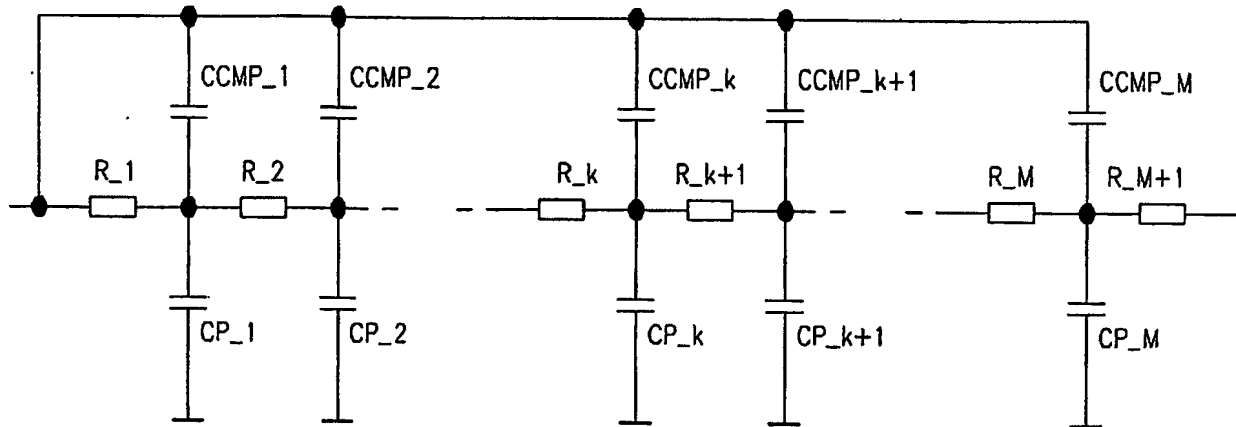 CCMP_1 CCMP_2 CCMP_k CCMP_k+1 CCMP_M
R_1 R_2 R_k R_k+1 R_M R_M+1
CP_1 CP_2 CP_k CP_k+1 CP_M